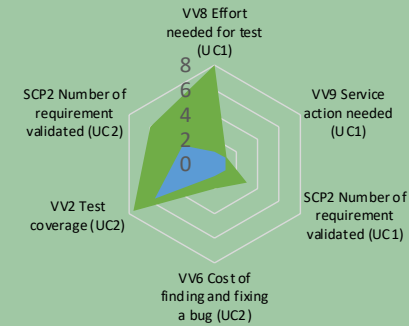 VV8 Effort
needed for test
(UC1)
8
6
4
2
0
VV9 Service
action needed
(UC1)
SCP2 Number of
requirement
validated (UC1)
VV6 Cost of
finding and fixing
a bug (UC2)
VV2 Test
coverage (UC2)
SCP2 Number of
requirement
validated (UC2)